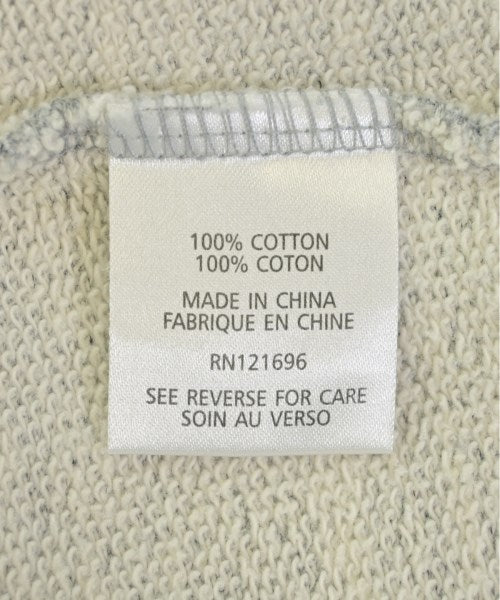 100% COTTON
100% COTON
MADE IN CHINA
FABRIQUE EN CHINE
RN121696
SEE REVERSE FOR CARE
SOIN AU VERSO